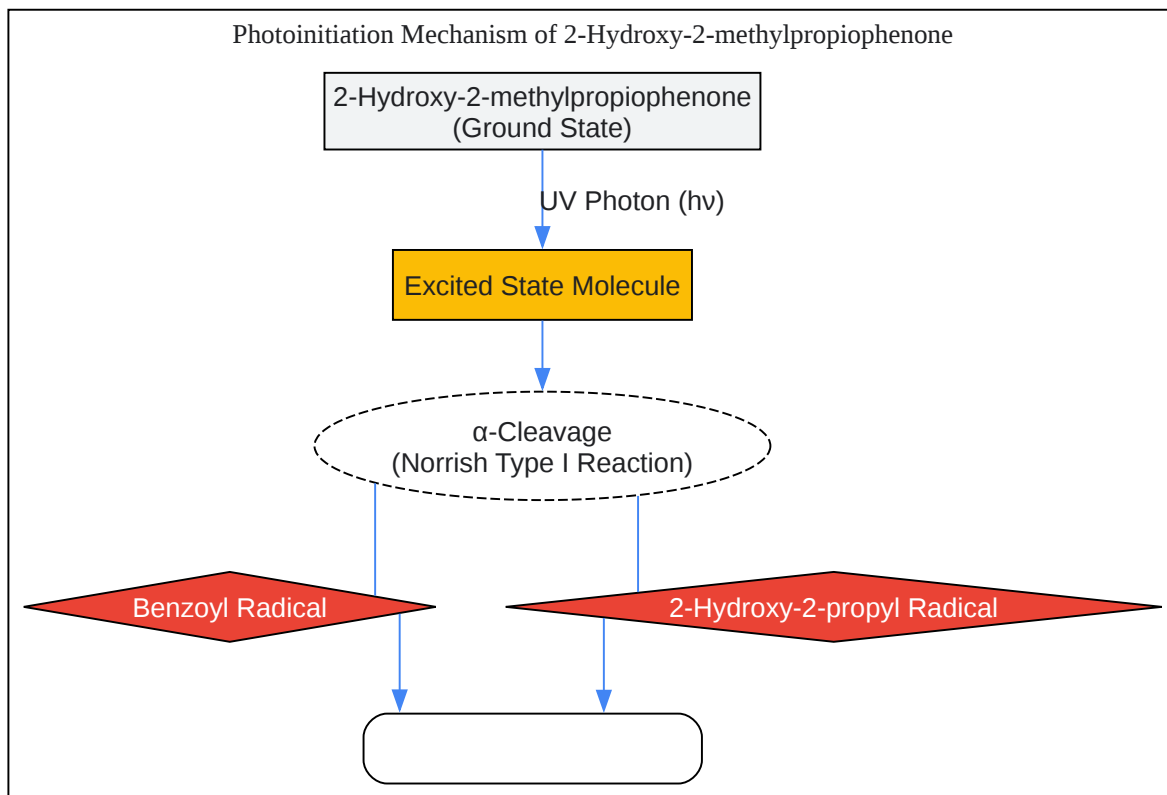 Photoinitiation Mechanism of 2-Hydroxy-2-methylpropiophenone
2-Hydroxy-2-methylpropiophenone
(Ground State)
UV Photon (hν)
Excited State Molecule
α-Cleavage
(Norrish Type I Reaction)
Benzoyl Radical
2-Hydroxy-2-propyl Radical